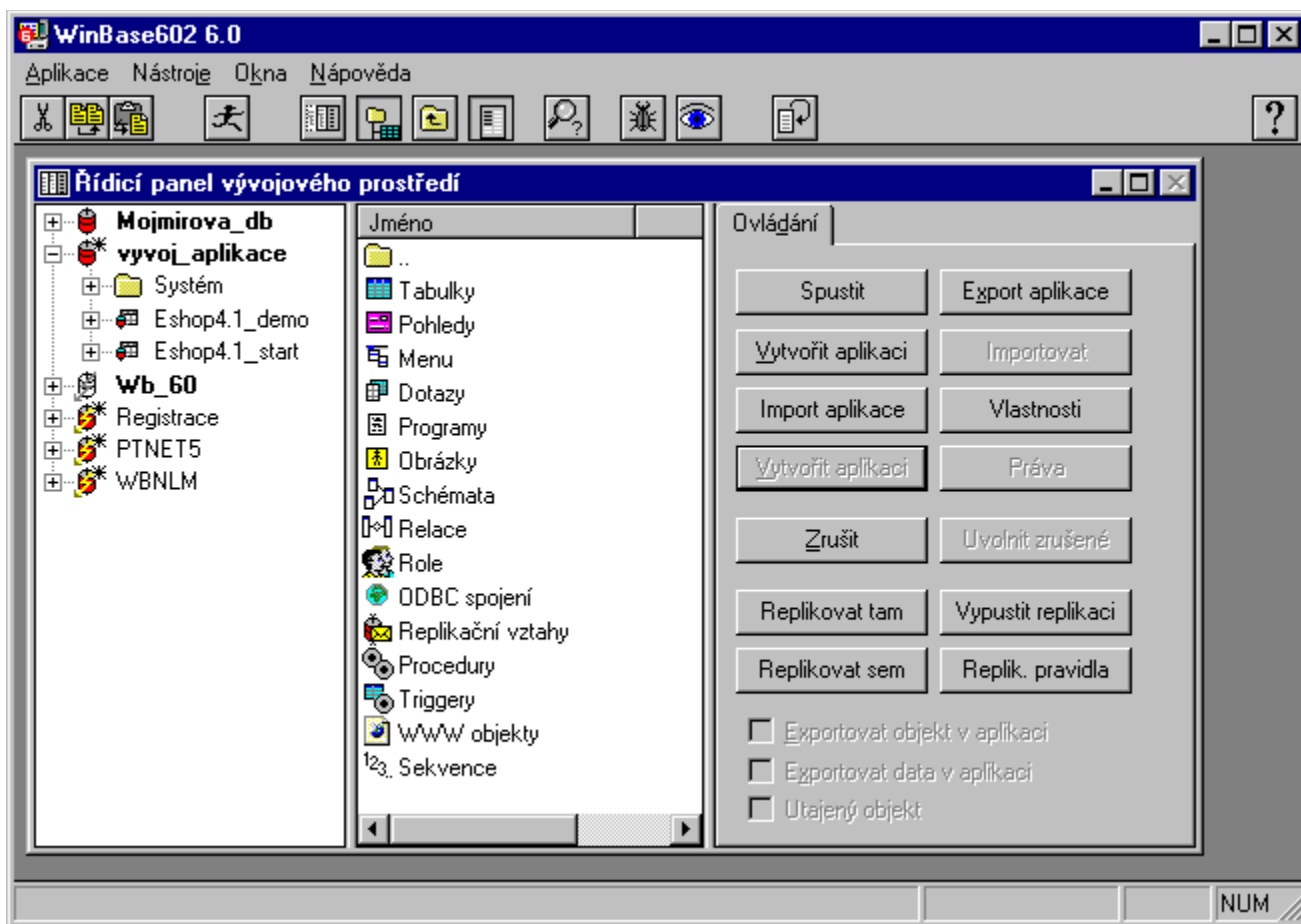 WinBase602 6.0
Aplikace Nástroje Okna Nápověda
Řídicí panel vývojového prostředí
Mojmirova_db
vyvoj_aplikace
Systém
Eshop4.1_demo
Eshop4.1_start
Wb_60
Registrace
PTNET5
WBNLM
Jméno
..
Tabulky
Pohledy
Menu
Dotazy
Programy
Obrázky
Schémata
Relace
Role
ODBC spojení
Replikační vztahy
Procedury
Triggery
WWW objekty
Sekvence
Ovládání
Spustit Export aplikace
Vytvořit aplikaci Importovat
Import aplikace Vlastnosti
Vytvořit aplikaci Práva
Zrušit Uvolnit zrušené
Replikovat tam Vypustit replikaci
Replikovat sem Replik. pravidla
Exportovat objekt v aplikaci
Exportovat data v aplikaci
Utajený objekt
NUM